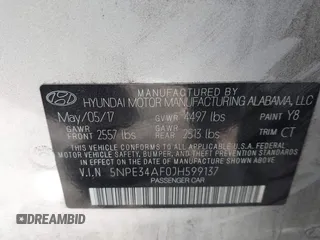 MANUFACTURED BY
HYUNDAI MOTOR MANUFACTURING ALABAMA, LLC
May/05/17 GVWR 4497 lbs PAINT Y8
GAWR FRONT 2557 lbs GAWR REAR 2513 lbs TRIM CT
THIS VEHICLE CONFORMS TO ALL APPLICABLE U.S.A. FEDERAL MOTOR
VEHICLE SAFETY, BUMPER, AND THEFT PREVENTION STANDARDS IN
EFFECT ON THE DATE OF MANUFACTURE SHOWN ABOVE.
V.I.N 5NPE34AF0JH599137
PASSENGER CAR
DREAMBID IAAI